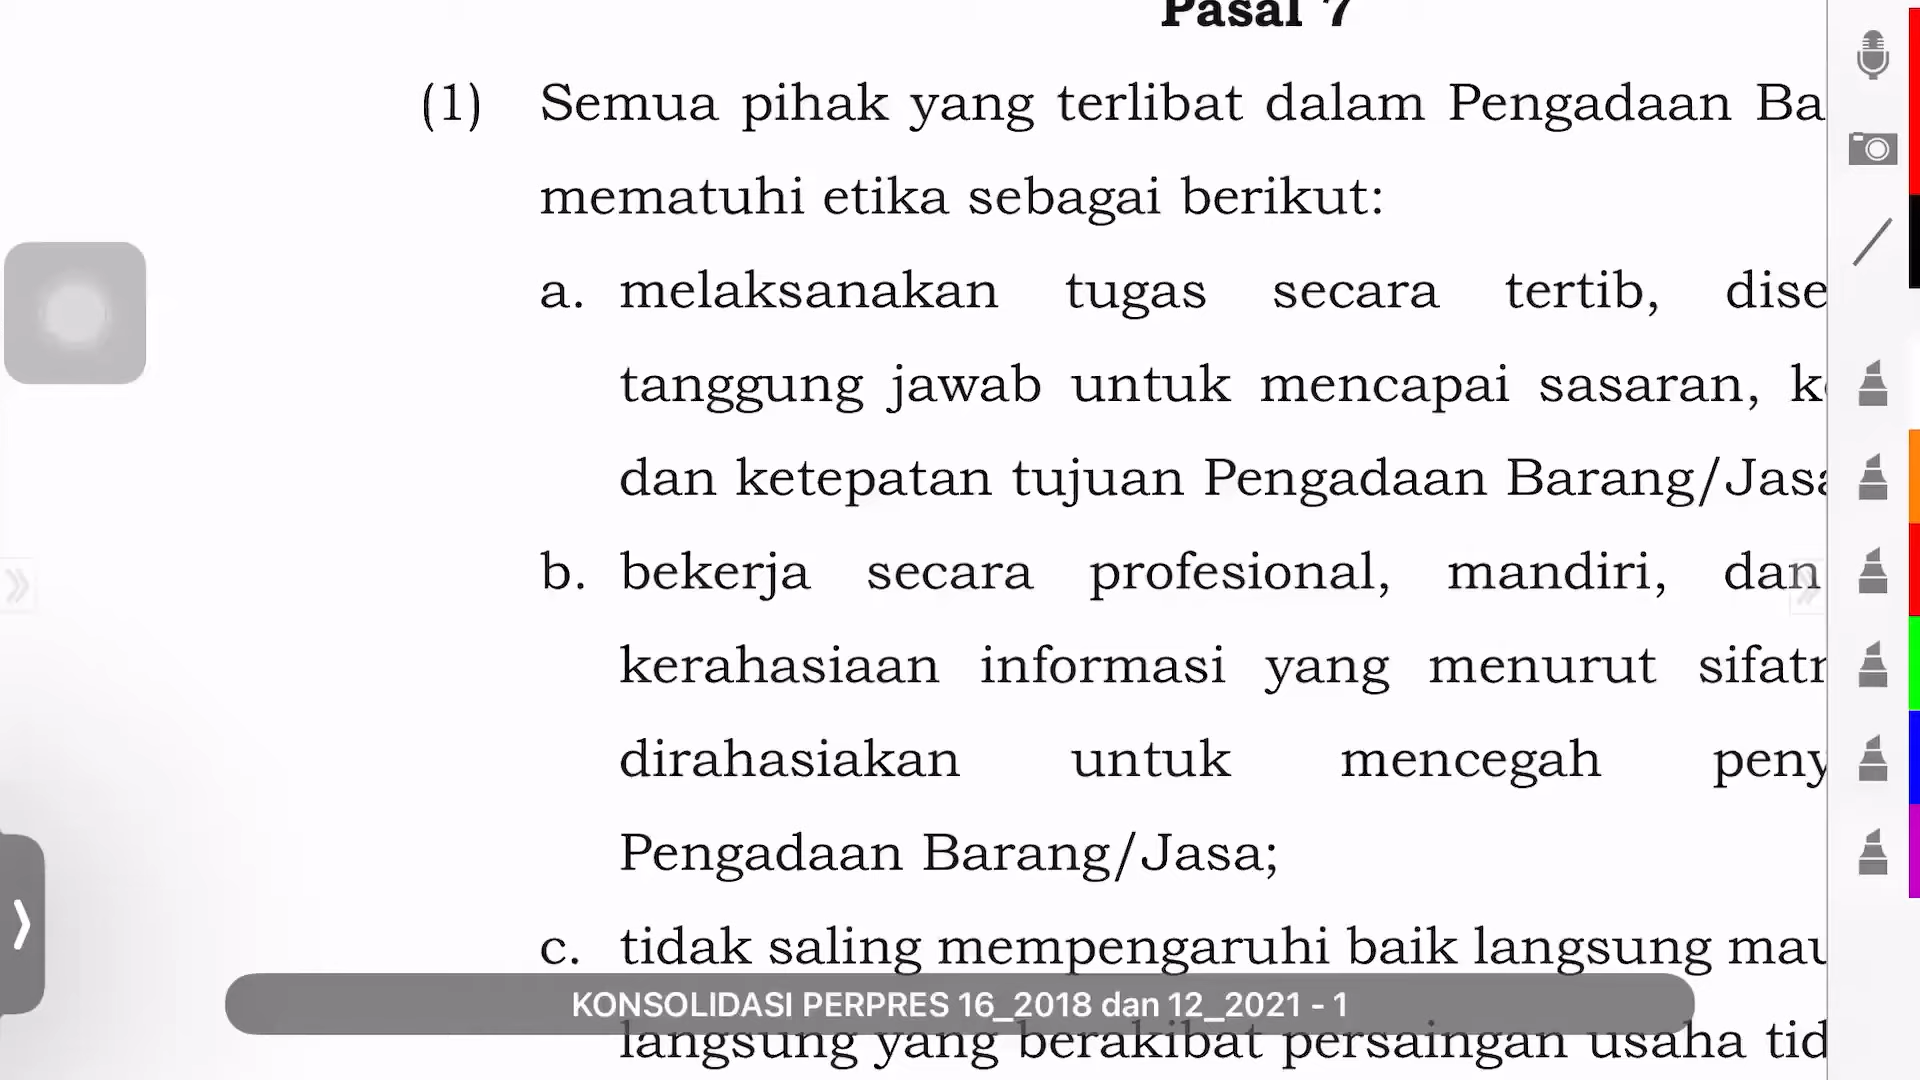 Pasal 7
(1) Semua pihak yang terlibat dalam Pengadaan Ba
mematuhi etika sebagai berikut:
a. melaksanakan tugas secara tertib, dise
tanggung jawab untuk mencapai sasaran, k
dan ketepatan tujuan Pengadaan Barang/Jasa
b. bekerja secara profesional, mandiri, dan
kerahasiaan informasi yang menurut sifat
dirahasiakan untuk mencegah peny
Pengadaan Barang/Jasa;
c. tidak saling mempengaruhi baik langsung mau
KONSOLIDASI PERPRES 16_2018 dan 12_2021 - 1
langsung yang berakibat persaingan usaha tid